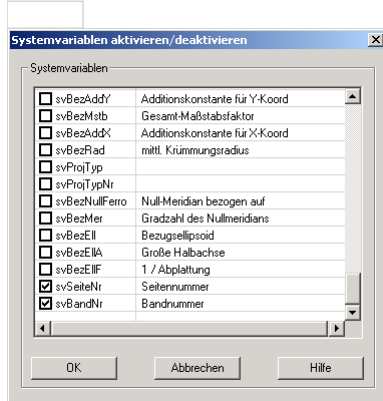 Systemvariablen aktivieren/deaktivieren
Systemvariablen
svBezAddY Additionskonstante für Y-Koord
svBezMstb Gesamt-Maßstabsfaktor
svBezAddX Additionskonstante für X-Koord
svBezRad mittl. Krümmungsradius
svProjTyp
svProjTypNr
svBezNullFerro Null-Meridian bezogen auf
svBezMer Gradzahl des Nullmeridians
svBezEll Bezugsellipsoid
svBezEllA Große Halbachse
svBezEllF 1 / Abplattung
svSeiteNr Seitennummer
svBandNr Bandnummer
OK Abbrechen Hilfe